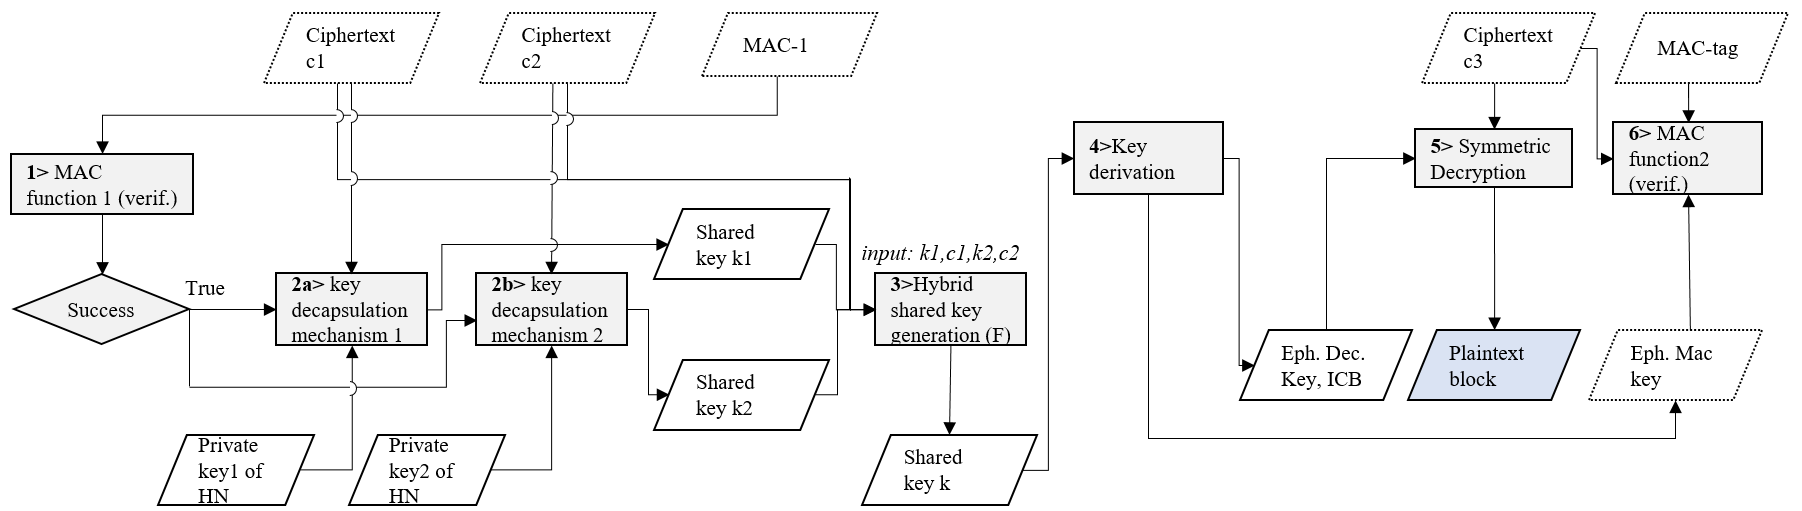 Ciphertext
c1
Ciphertext
c2
MAC-1
Ciphertext
c3
MAC-tag
1> MAC
function 1 (verif.)
4>Key
derivation
5> Symmetric
Decryption
6> MAC
function2
(verif.)
Shared
key k1
input: k1,c1,k2,c2
Success
True
2a> key
decapsulation
mechanism 1
2b> key
decapsulation
mechanism 2
3>Hybrid
shared key
generation (F)
Shared
key k2
Eph. Dec.
Key, ICB
Plaintext
block
Eph. Mac
key
Private
key1 of
HN
Private
key2 of
HN
Shared
key k